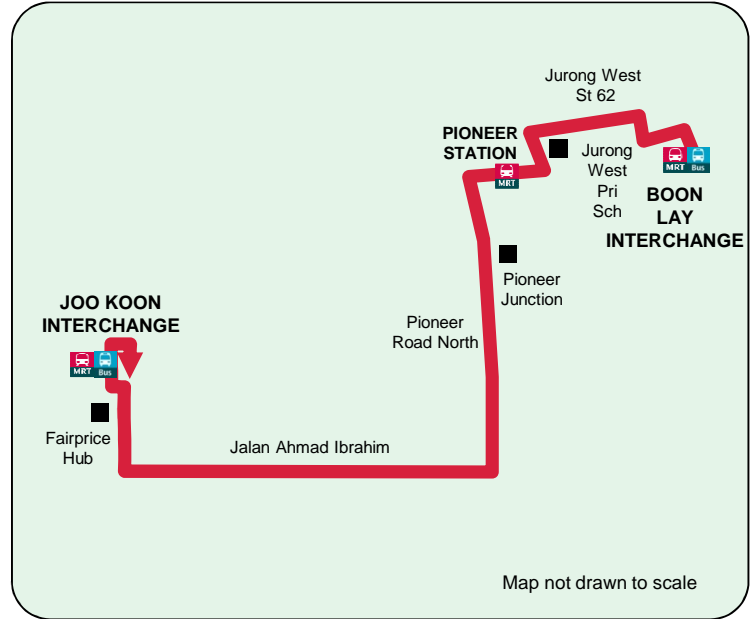 Jurong West
St 62
PIONEER
STATION
MRT
Jurong
West
Pri
Sch
MRT Bus
BOON
LAY
INTERCHANGE
Pioneer
Junction
JOO KOON
INTERCHANGE
Pioneer
Road North
MRT Bus
Fairprice
Hub
Jalan Ahmad Ibrahim
Map not drawn to scale